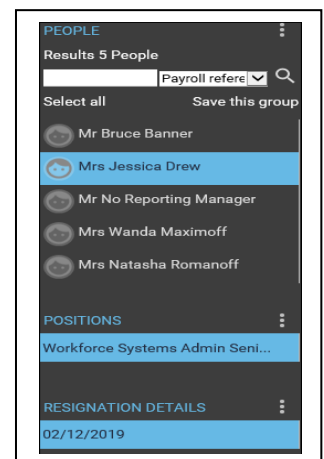 PEOPLE
Results 5 People
Payroll refere
Select all Save this group
Mr Bruce Banner
Mrs Jessica Drew
Mr No Reporting Manager
Mrs Wanda Maximoff
Mrs Natasha Romanoff
POSITIONS
Workforce Systems Admin Seni...
RESIGNATION DETAILS
02/12/2019